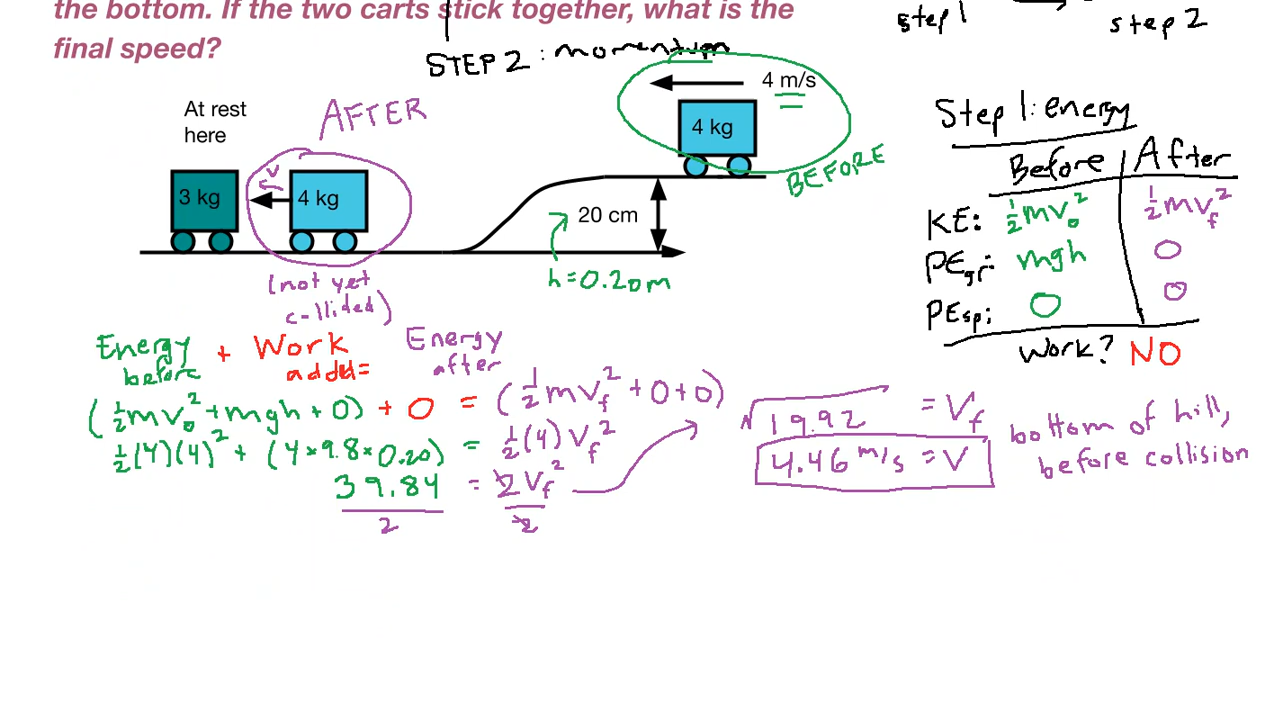 the bottom. If the two carts stick together, what is the
final speed?
step 1
step 2
STEP 2: momentum
At rest
here
AFTER
4 m/s
4 kg
BEFORE
3 kg
v
4 kg
20 cm
h=0.20m
(not yet
collided)
Step 1: energy
Before After
KE: ½mv₀² ½mv_f²
PEgr: mgh 0
PEsp: 0 0
Work? NO
Energy before + Work added = Energy after
(½mv₀² + mgh + 0) + 0 = (½mv_f² + 0 + 0)
½(4)(4)² + (4×9.8×0.20) = ½(4)v_f²
39.84 = 2v_f²
2 2
√19.92 = v_f
4.46 m/s = v
bottom of hill,
before collision